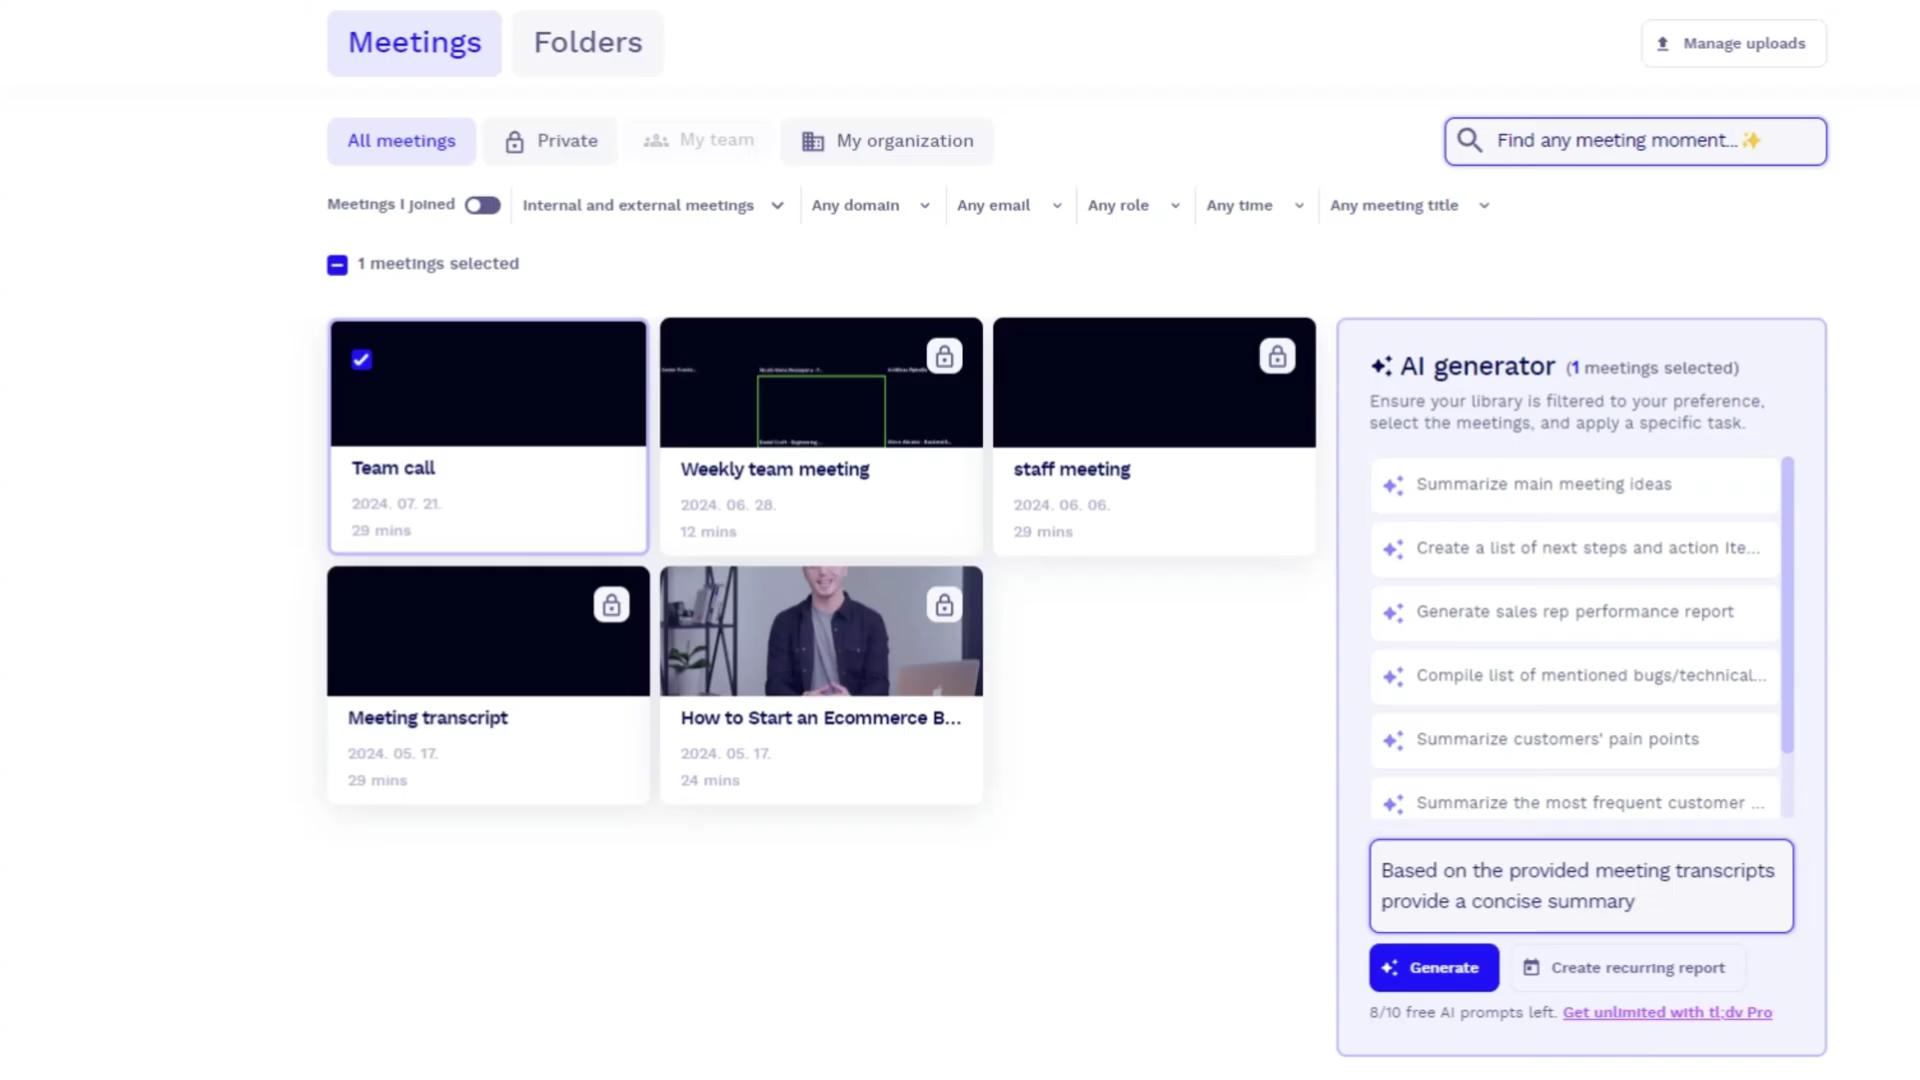 Meetings
Folders
Manage uploads
All meetings
Private
My team
My organization
Find any meeting moment...✨
Meetings I joined
Internal and external meetings
Any domain
Any email
Any role
Any time
Any meeting title
1 meetings selected
Team call
2024. 07. 21.
29 mins
Weekly team meeting
2024. 06. 28.
12 mins
staff meeting
2024. 06. 06.
29 mins
Meeting transcript
2024. 05. 17.
29 mins
How to Start an Ecommerce B...
2024. 05. 17.
24 mins
AI generator (1 meetings selected)
Ensure your library is filtered to your preference,
select the meetings, and apply a specific task.
Summarize main meeting ideas
Create a list of next steps and action ite...
Generate sales rep performance report
Compile list of mentioned bugs/technical...
Summarize customers' pain points
Summarize the most frequent customer ...
Based on the provided meeting transcripts
provide a concise summary
Generate
Create recurring report
8/10 free AI prompts left. Get unlimited with tl;dv Pro